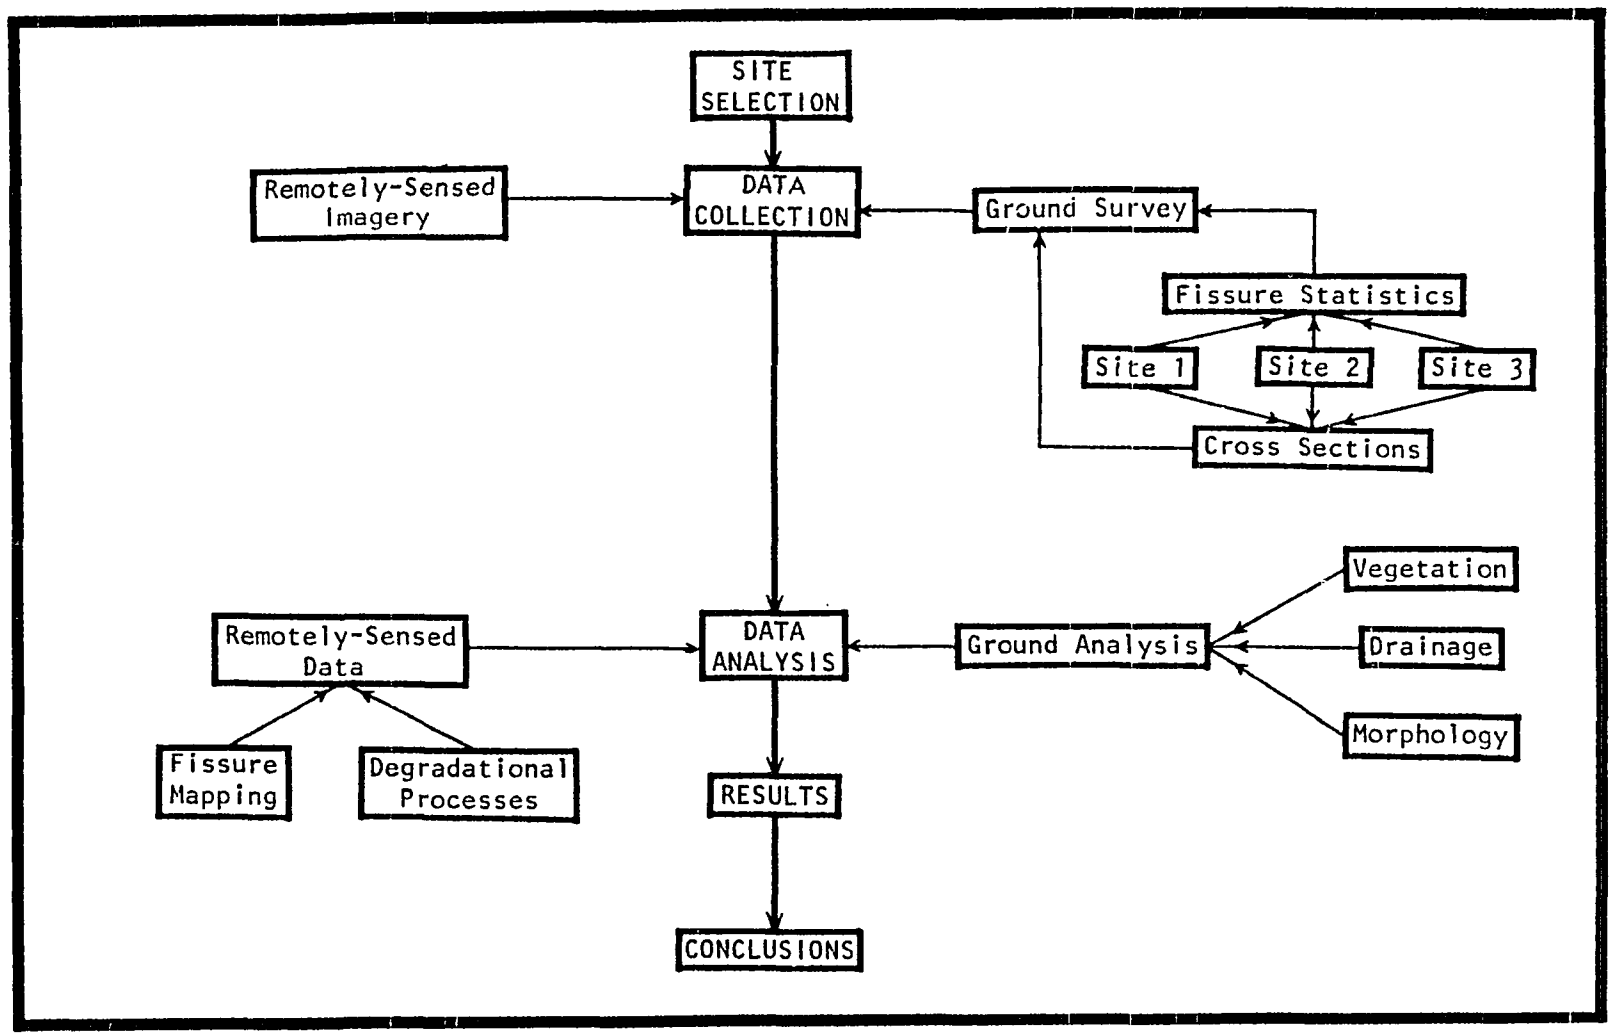 SITE
SELECTION
Remotely-Sensed
Imagery
DATA
COLLECTION
Ground Survey
Fissure Statistics
Site 1
Site 2
Site 3
Cross Sections
Vegetation
Remotely-Sensed
Data
DATA
ANALYSIS
Ground Analysis
Drainage
Morphology
Fissure
Mapping
Degradational
Processes
RESULTS
CONCLUSIONS